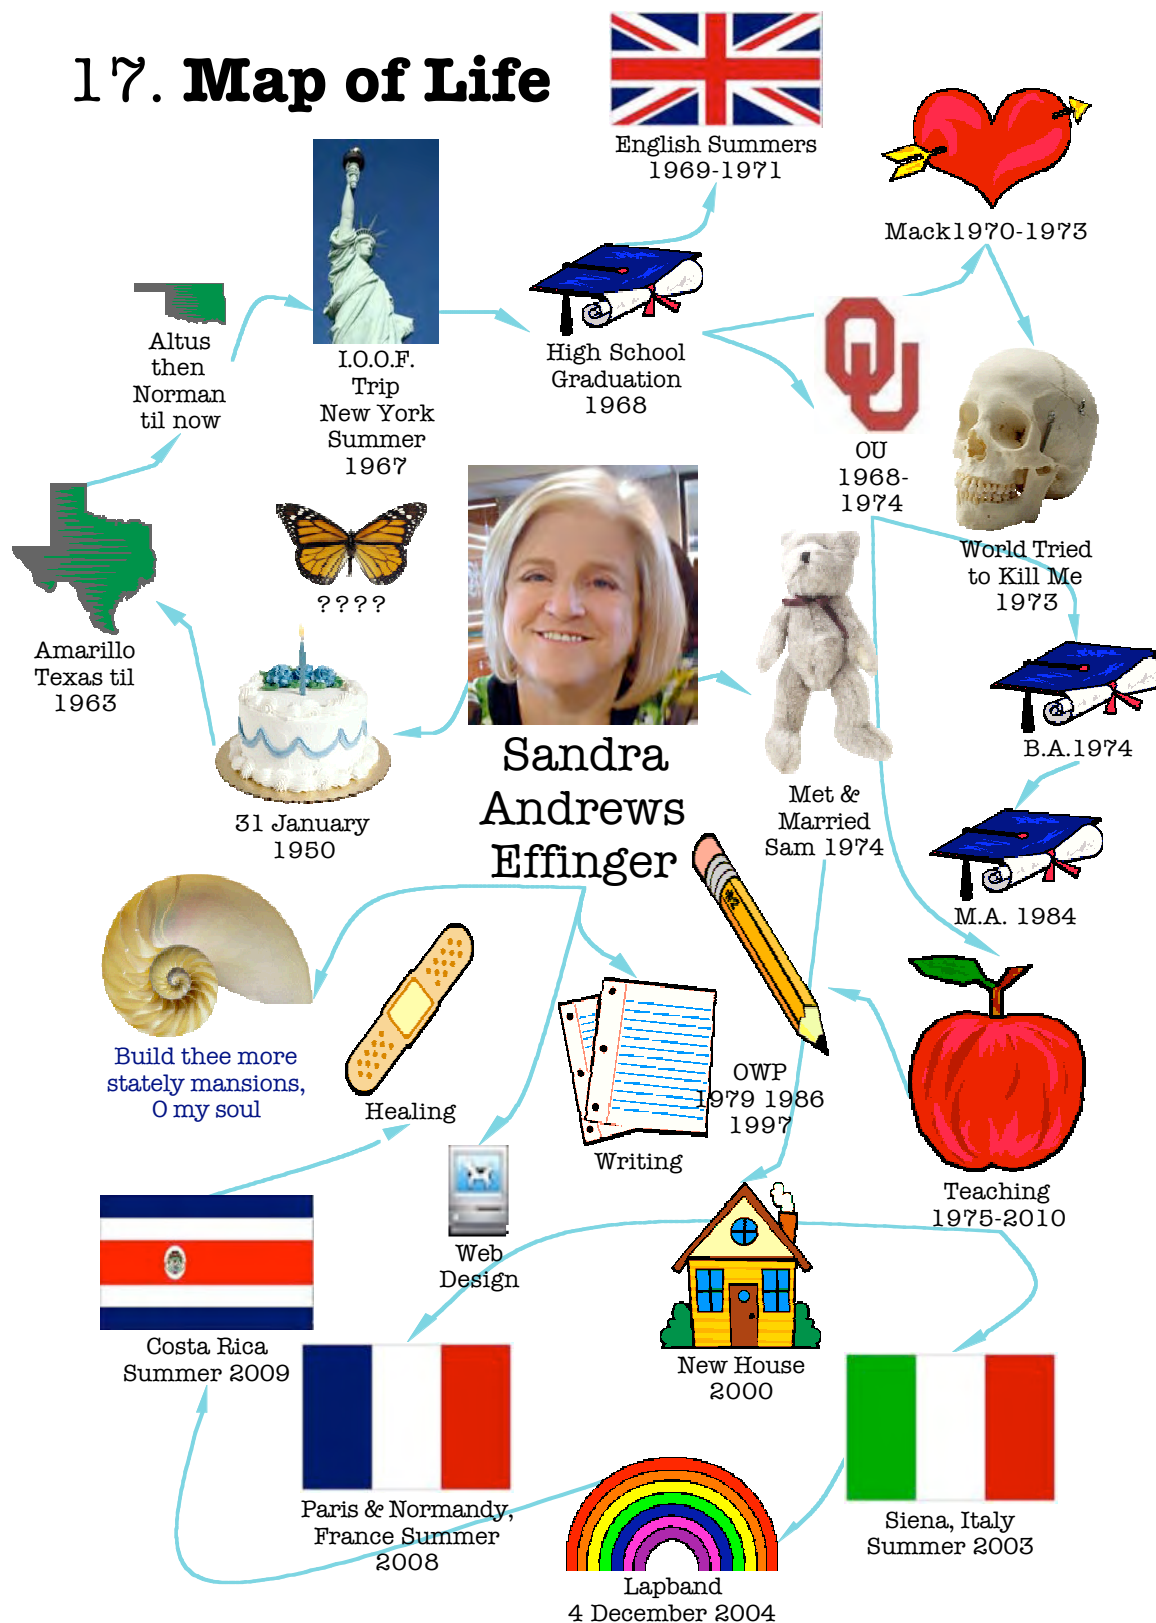 17. Map of Life
English Summers
1969-1971
Mack1970-1973
Altus
then
Norman
til now
I.O.O.F.
Trip
New York
Summer
1967
High School
Graduation
1968
OU
OU
1968-
1974
World Tried
to Kill Me
1973
????
Amarillo
Texas til
1963
31 January
1950
Sandra
Andrews
Effinger
Met &
Married
Sam 1974
B.A.1974
M.A. 1984
#2
Build thee more
stately mansions,
O my soul
Healing
Writing
OWP
1979 1986
1997
Teaching
1975-2010
Web
Design
Costa Rica
Summer 2009
New House
2000
Paris & Normandy,
France Summer
2008
Siena, Italy
Summer 2003
Lapband
4 December 2004